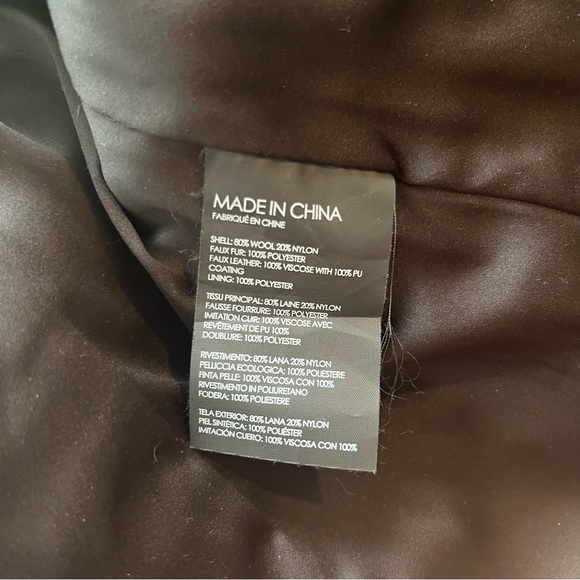 MADE IN CHINA
FABRIQUÉ EN CHINE
SHELL: 80% WOOL 20% NYLON
FAUX FUR: 100% POLYESTER
FAUX LEATHER: 100% VISCOSE WITH 100% PU
COATING
LINING: 100% POLYESTER
TISSU PRINCIPAL: 80% LAINE 20% NYLON
FAUSSE FOURRURE: 100% POLYESTER
IMITATION CUIR: 100% VISCOSE AVEC
REVÊTEMENT DE PU 100%
DOUBLURE: 100% POLYESTER
RIVESTIMENTO: 80% LANA 20% NYLON
PELLICCIA ECOLOGICA: 100% POLIESTERE
FINTA PELLE: 100% VISCOSA CON 100%
RIVESTIMENTO IN POLIURETANO
FODERA: 100% POLIESTERE
TELA EXTERIOR: 80% LANA 20% NYLON
PIEL SINTÉTICA: 100% POLIÉSTER
IMITACIÓN CUERO: 100% VISCOSA CON 100%